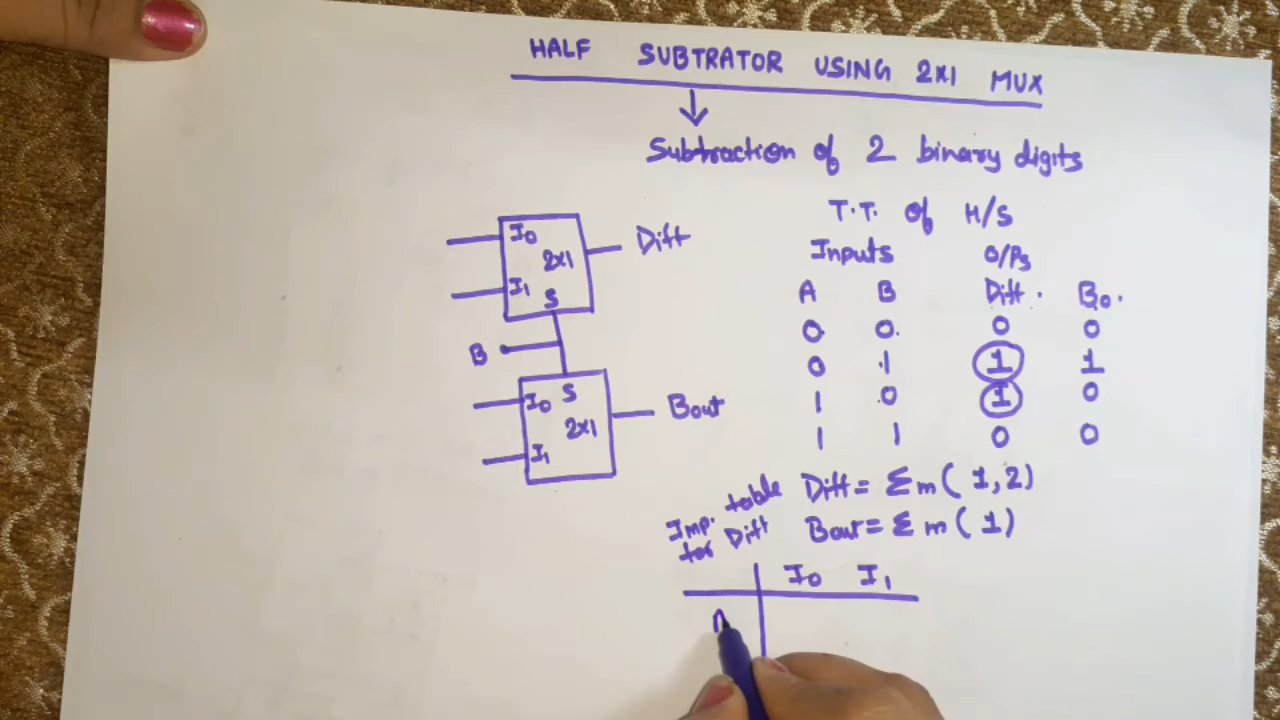 HALF SUBTRATOR USING 2X1 MUX
Subtraction of 2 binary digits
T.T. of H/S
Inputs O/Ps
A B Diff. Bo.
0 0 0 0
0 1 1 1
1 0 1 0
1 1 0 0
Diff = Σm(1,2)
Bout = Σm(1)
I0
2x1
I1
S
Diff
B
S
I0
2x1
I1
Bout
Imp. table
for Diff
I0 I1